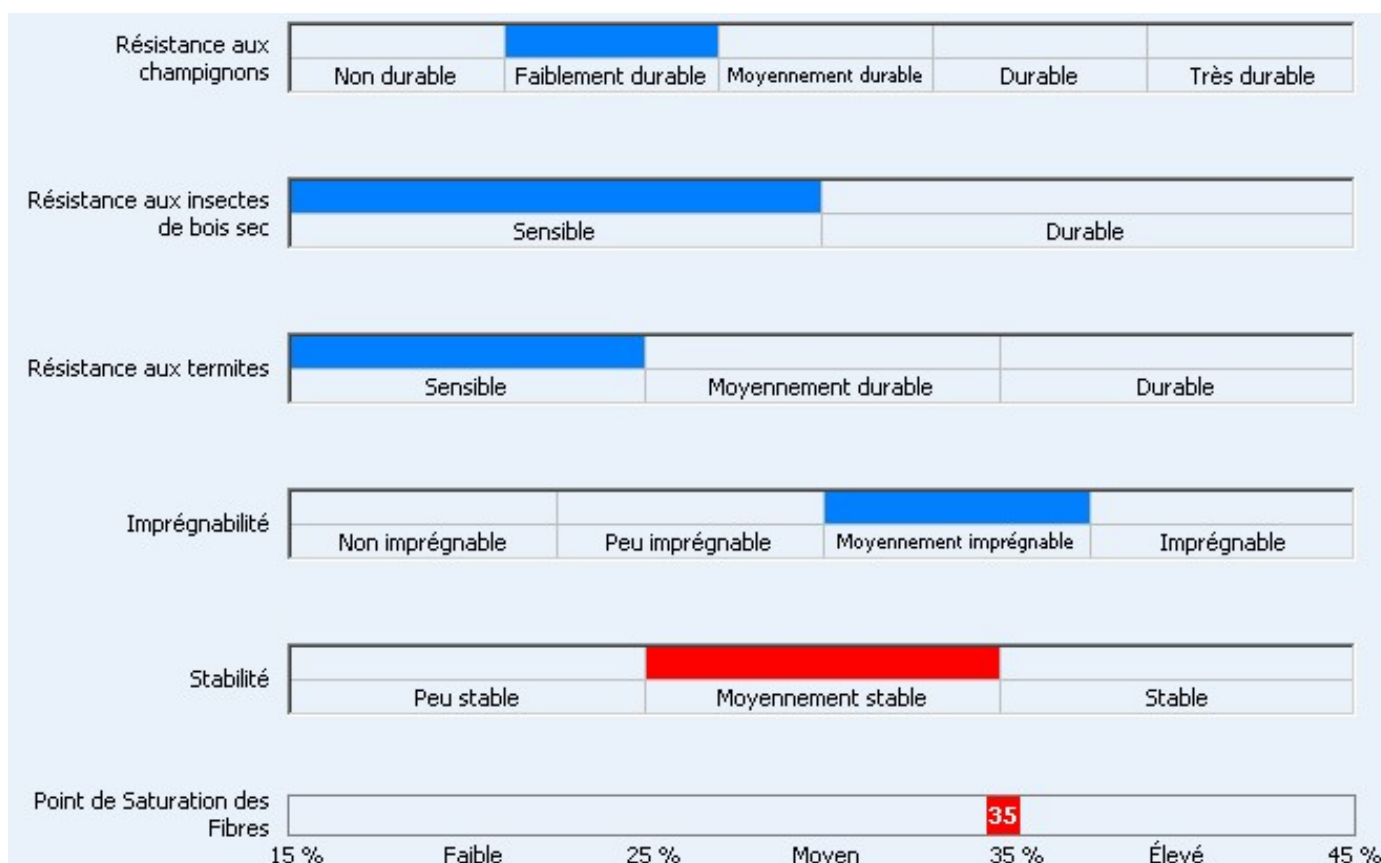 Résistance aux
champignons
Non durable Faiblement durable Moyennement durable Durable Très durable
Résistance aux insectes
de bois sec
Sensible Durable
Résistance aux termites
Sensible Moyennement durable Durable
Imprégnabilité
Non imprégnable Peu imprégnable Moyennement imprégnable Imprégnable
Stabilité
Peu stable Moyennement stable Stable
Point de Saturation des
Fibres
35
15 % Faible 25 % Moyen 35 % Élevé 45 %